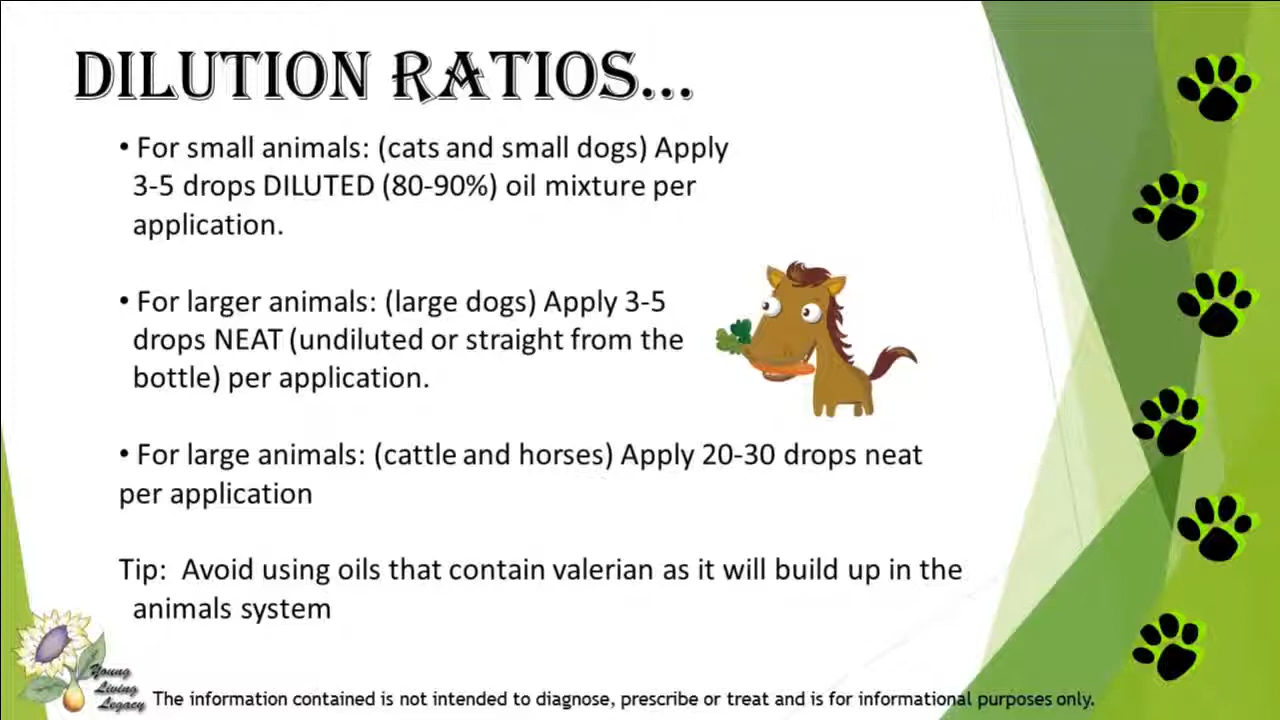 DILUTION RATIOS...
• For small animals: (cats and small dogs) Apply
3-5 drops DILUTED (80-90%) oil mixture per
application.
• For larger animals: (large dogs) Apply 3-5
drops NEAT (undiluted or straight from the
bottle) per application.
• For large animals: (cattle and horses) Apply 20-30 drops neat
per application
Tip: Avoid using oils that contain valerian as it will build up in the
animals system
Young
Living
Legacy
The information contained is not intended to diagnose, prescribe or treat and is for informational purposes only.